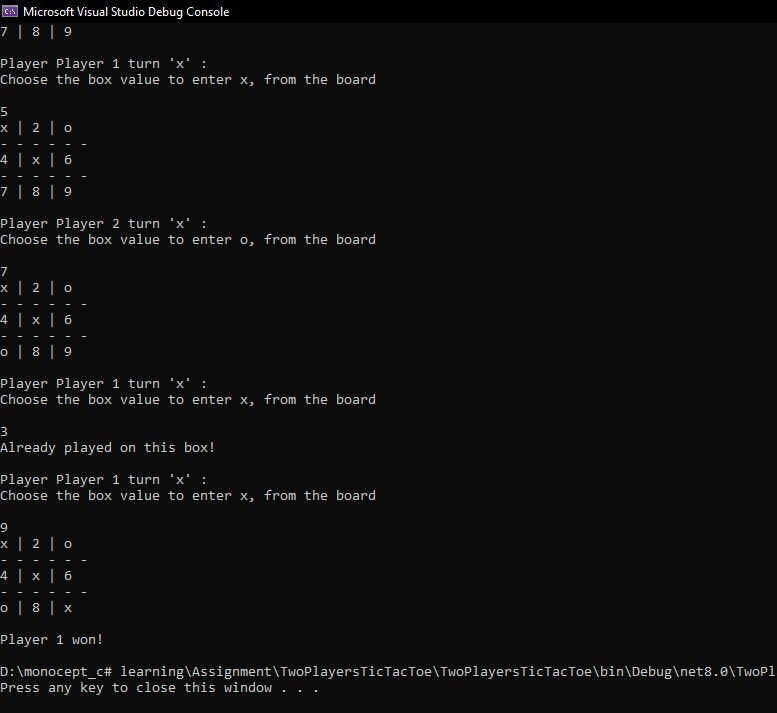 Microsoft Visual Studio Debug Console
7 | 8 | 9
Player Player 1 turn 'x' :
Choose the box value to enter x, from the board
5
x | 2 | o
- - - - - -
4 | x | 6
- - - - - -
7 | 8 | 9
Player Player 2 turn 'x' :
Choose the box value to enter o, from the board
7
x | 2 | o
- - - - - -
4 | x | 6
- - - - - -
o | 8 | 9
Player Player 1 turn 'x' :
Choose the box value to enter x, from the board
3
Already played on this box!
Player Player 1 turn 'x' :
Choose the box value to enter x, from the board
9
x | 2 | o
- - - - - -
4 | x | 6
- - - - - -
o | 8 | x
Player 1 won!
D:\monocept_c# learning\Assignment\TwoPlayersTicTacToe\TwoPlayersTicTacToe\bin\Debug\net8.0\TwoPl
Press any key to close this window . . .